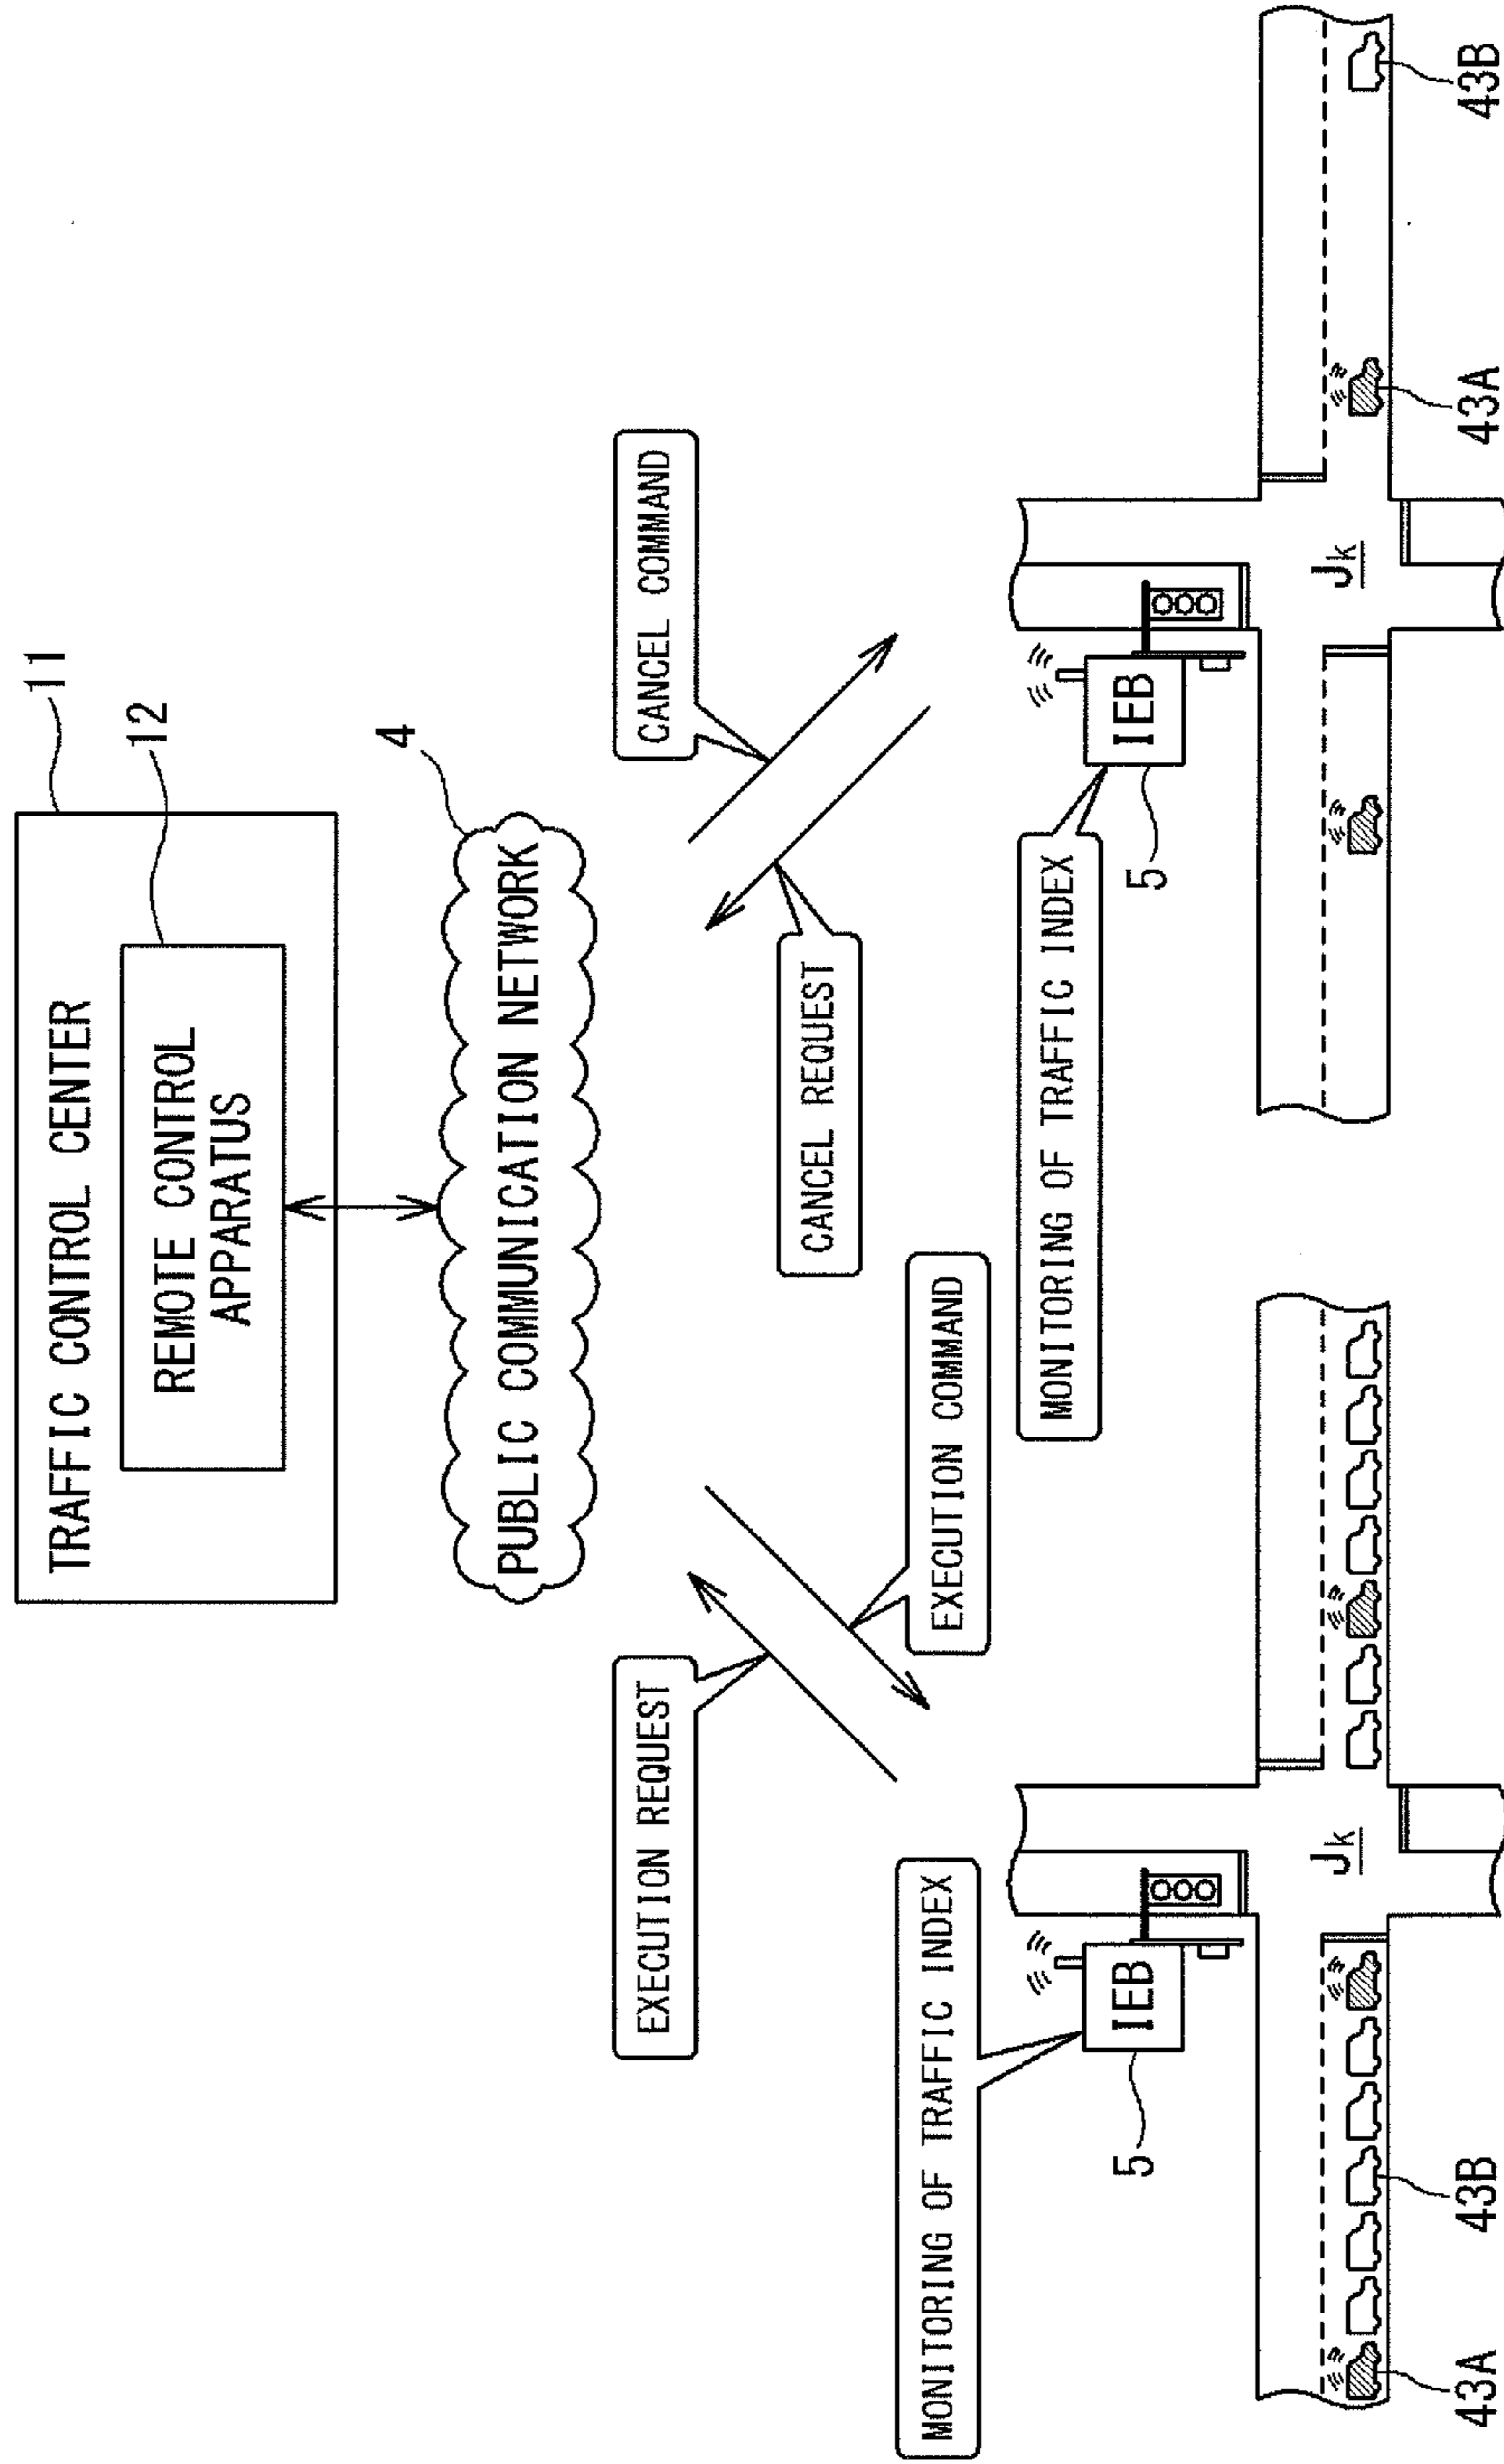 11
TRAFFIC CONTROL CENTER
12
REMOTE CONTROL
APPARATUS
4
PUBLIC COMMUNICATION NETWORK
EXECUTION REQUEST
CANCEL COMMAND
CANCEL REQUEST
EXECUTION COMMAND
MONITORING OF TRAFFIC INDEX
IEB
5
Jk
43A
43B
MONITORING OF TRAFFIC INDEX
IEB
5
Jk
43A
43B